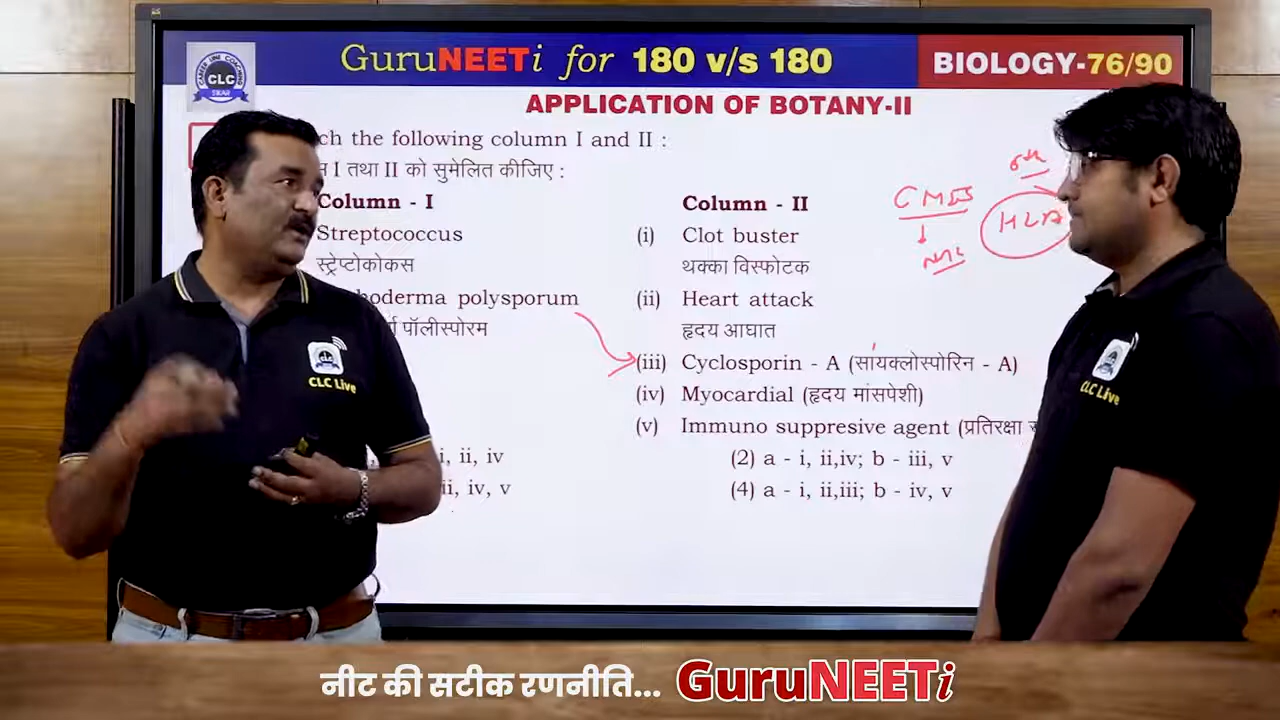 GuruNEETi for 180 v/s 180
BIOLOGY-76/90
CLC
SIKAR
APPLICATION OF BOTANY-II
ch the following column I and II :
I तथा II को सुमेलित कीजिए :
Column - I
Column - II
Streptococcus
(i) Clot buster
स्ट्रेप्टोकोकस
थक्का विस्फोटक
hoderma polysporum
(ii) Heart attack
पॉलीस्पोरम
हृदय आघात
(iii) Cyclosporin - A (सांयक्लोस्पोरिन - A)
(iv) Myocardial (हृदय मांसपेशी)
(v) Immuno suppresive agent (प्रतिरक्षा
i, ii, iv
(2) a - i, ii,iv; b - iii, v
ii, iv, v
(4) a - i, ii,iii; b - iv, v
HLA
CLC Live
CLC Live
नीट की सटीक रणनीति... GuruNEETi